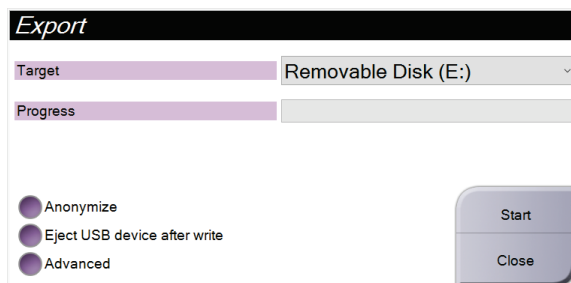 Export
Target
Removable Disk (E:)
Progress
Anonymize
Eject USB device after write
Advanced
Start
Close